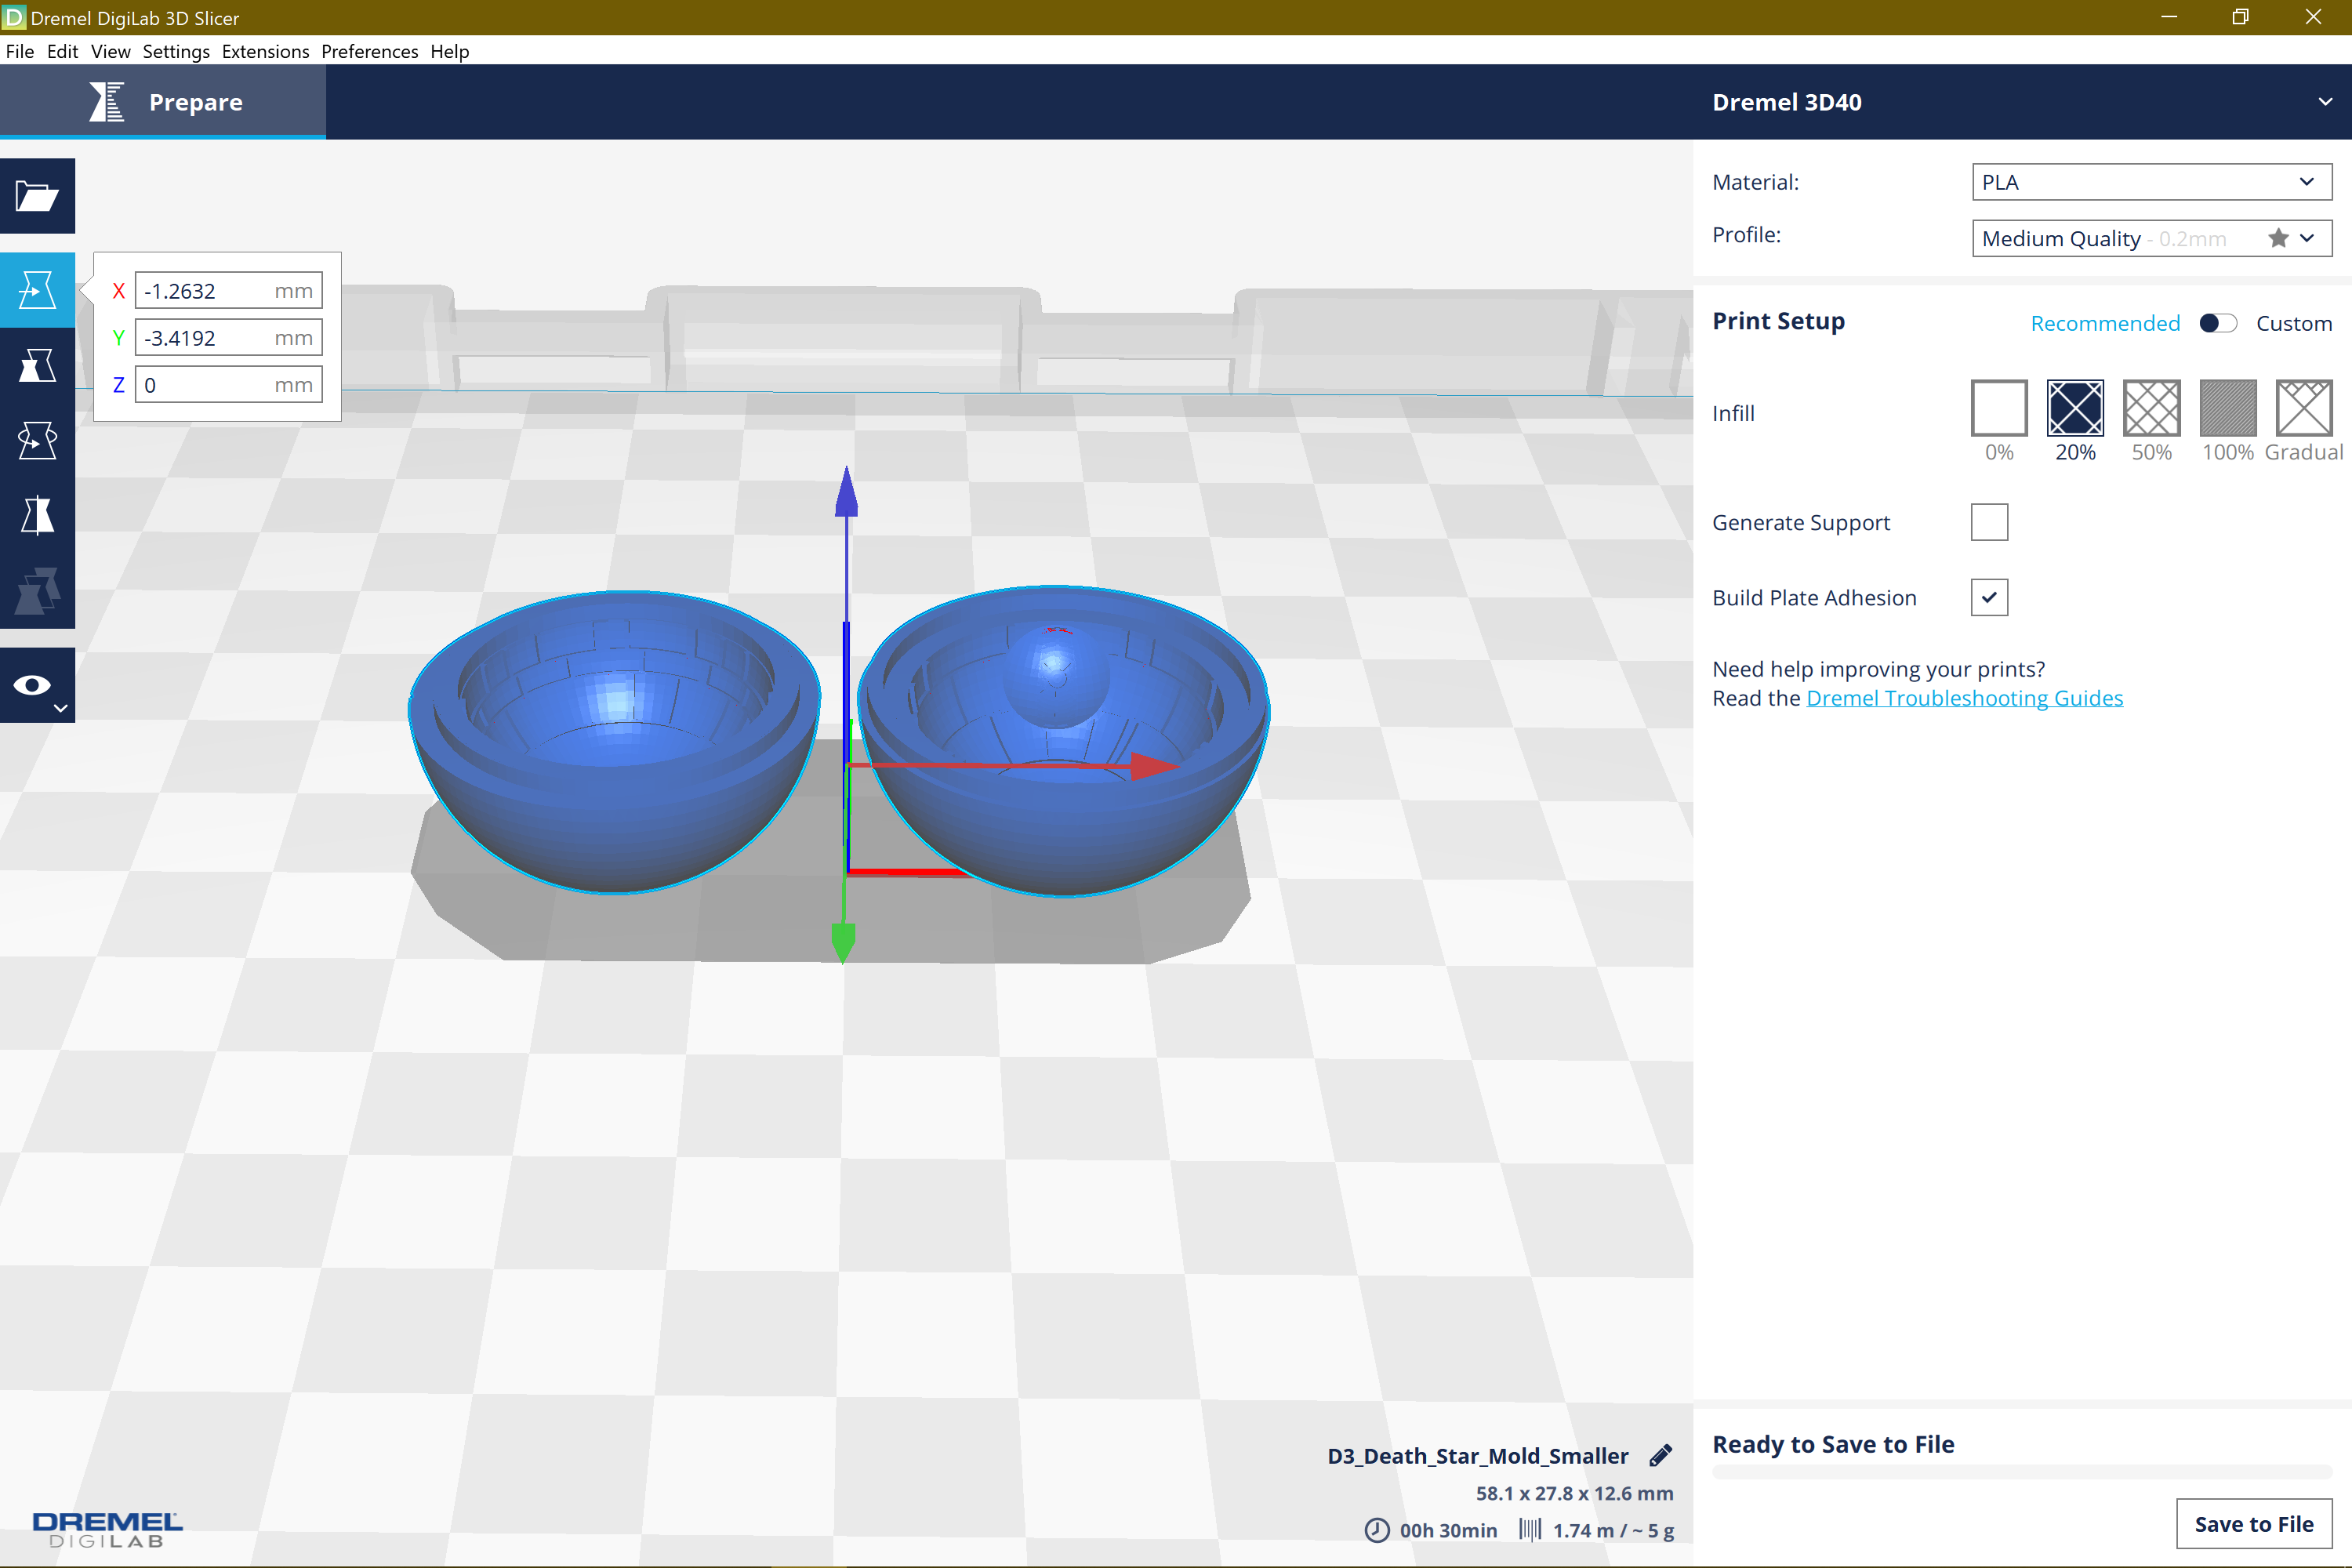 Dremel DigiLab 3D Slicer
File Edit View Settings Extensions Preferences Help
Prepare
Dremel 3D40
Material: PLA
Profile: Medium Quality - 0.2mm
X -1.2632 mm
Y -3.4192 mm
Z 0 mm
Print Setup Recommended Custom
Infill
0% 20% 50% 100% Gradual
Generate Support
Build Plate Adhesion
Need help improving your prints?
Read the Dremel Troubleshooting Guides
D3_Death_Star_Mold_Smaller
58.1 x 27.8 x 12.6 mm
00h 30min 1.74 m / ~ 5 g
Ready to Save to File
Save to File
DREMEL
DIGILAB